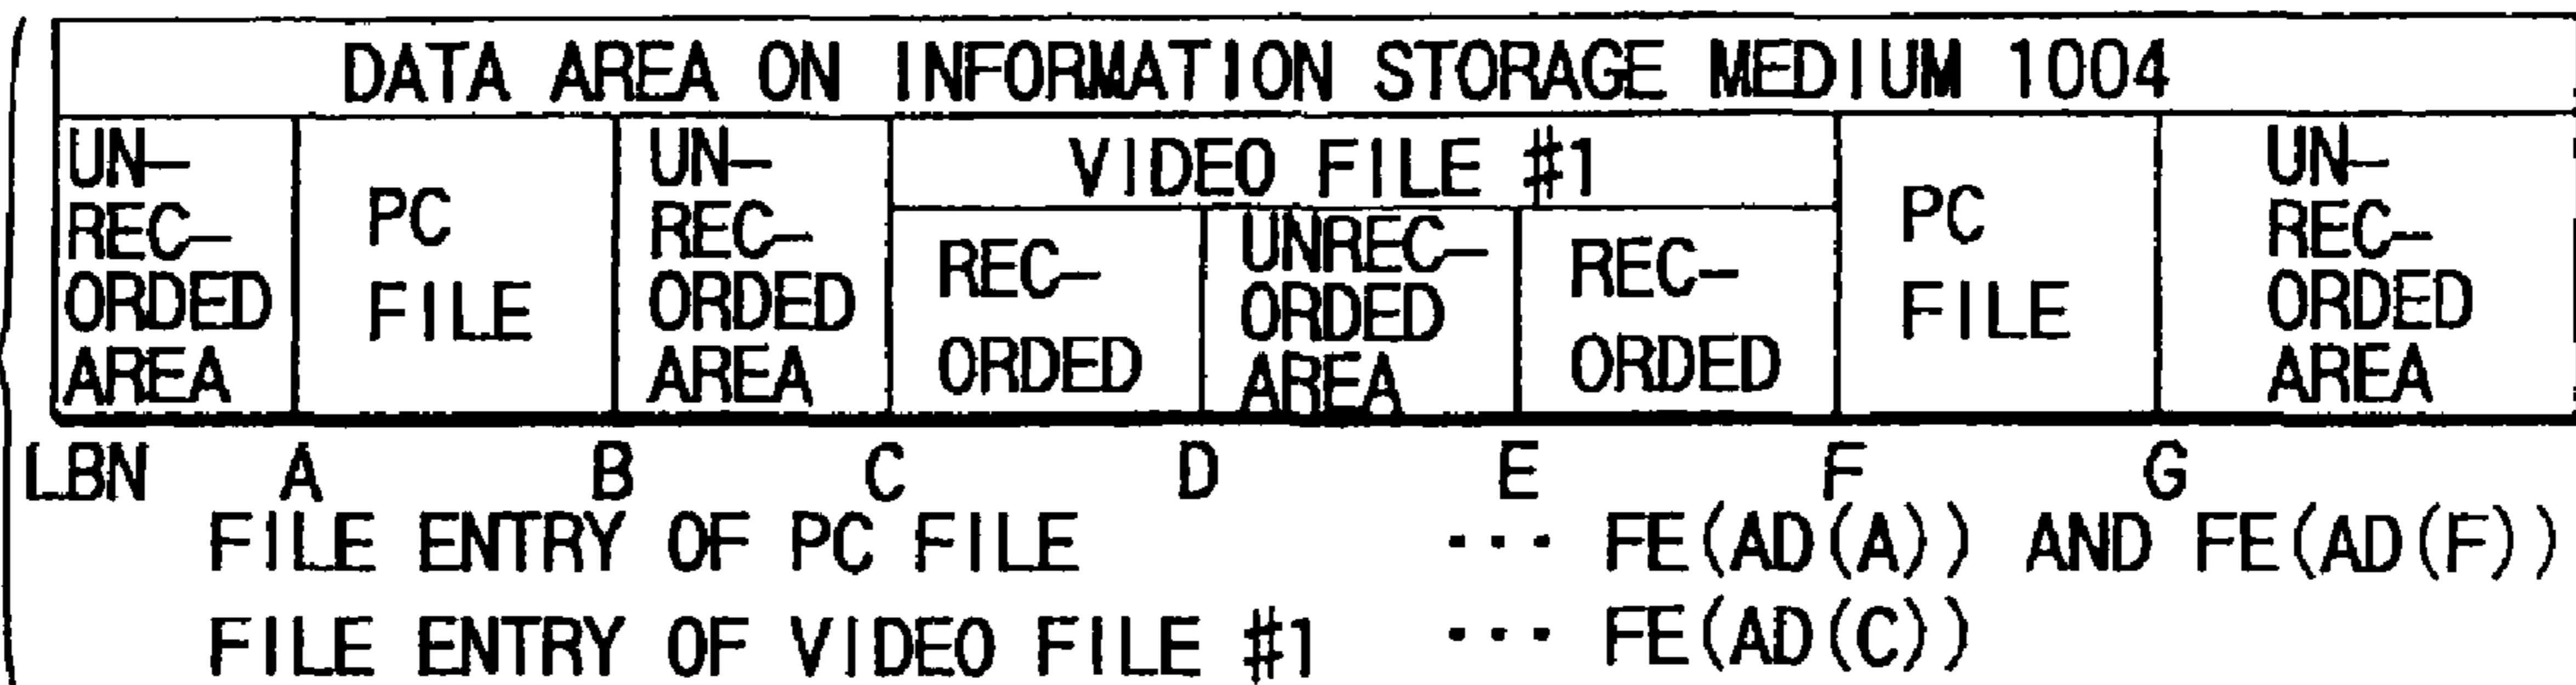 DATA AREA ON INFORMATION STORAGE MEDIUM 1004
UN-
REC-
ORDED
AREA
PC
FILE
UN-
REC-
ORDED
AREA
VIDEO FILE #1
REC-
ORDED
UNREC-
ORDED
AREA
REC-
ORDED
PC
FILE
UN-
REC-
ORDED
AREA
LBN A B C D E F G
FILE ENTRY OF PC FILE ··· FE(AD(A)) AND FE(AD(F))
FILE ENTRY OF VIDEO FILE #1 ··· FE(AD(C))